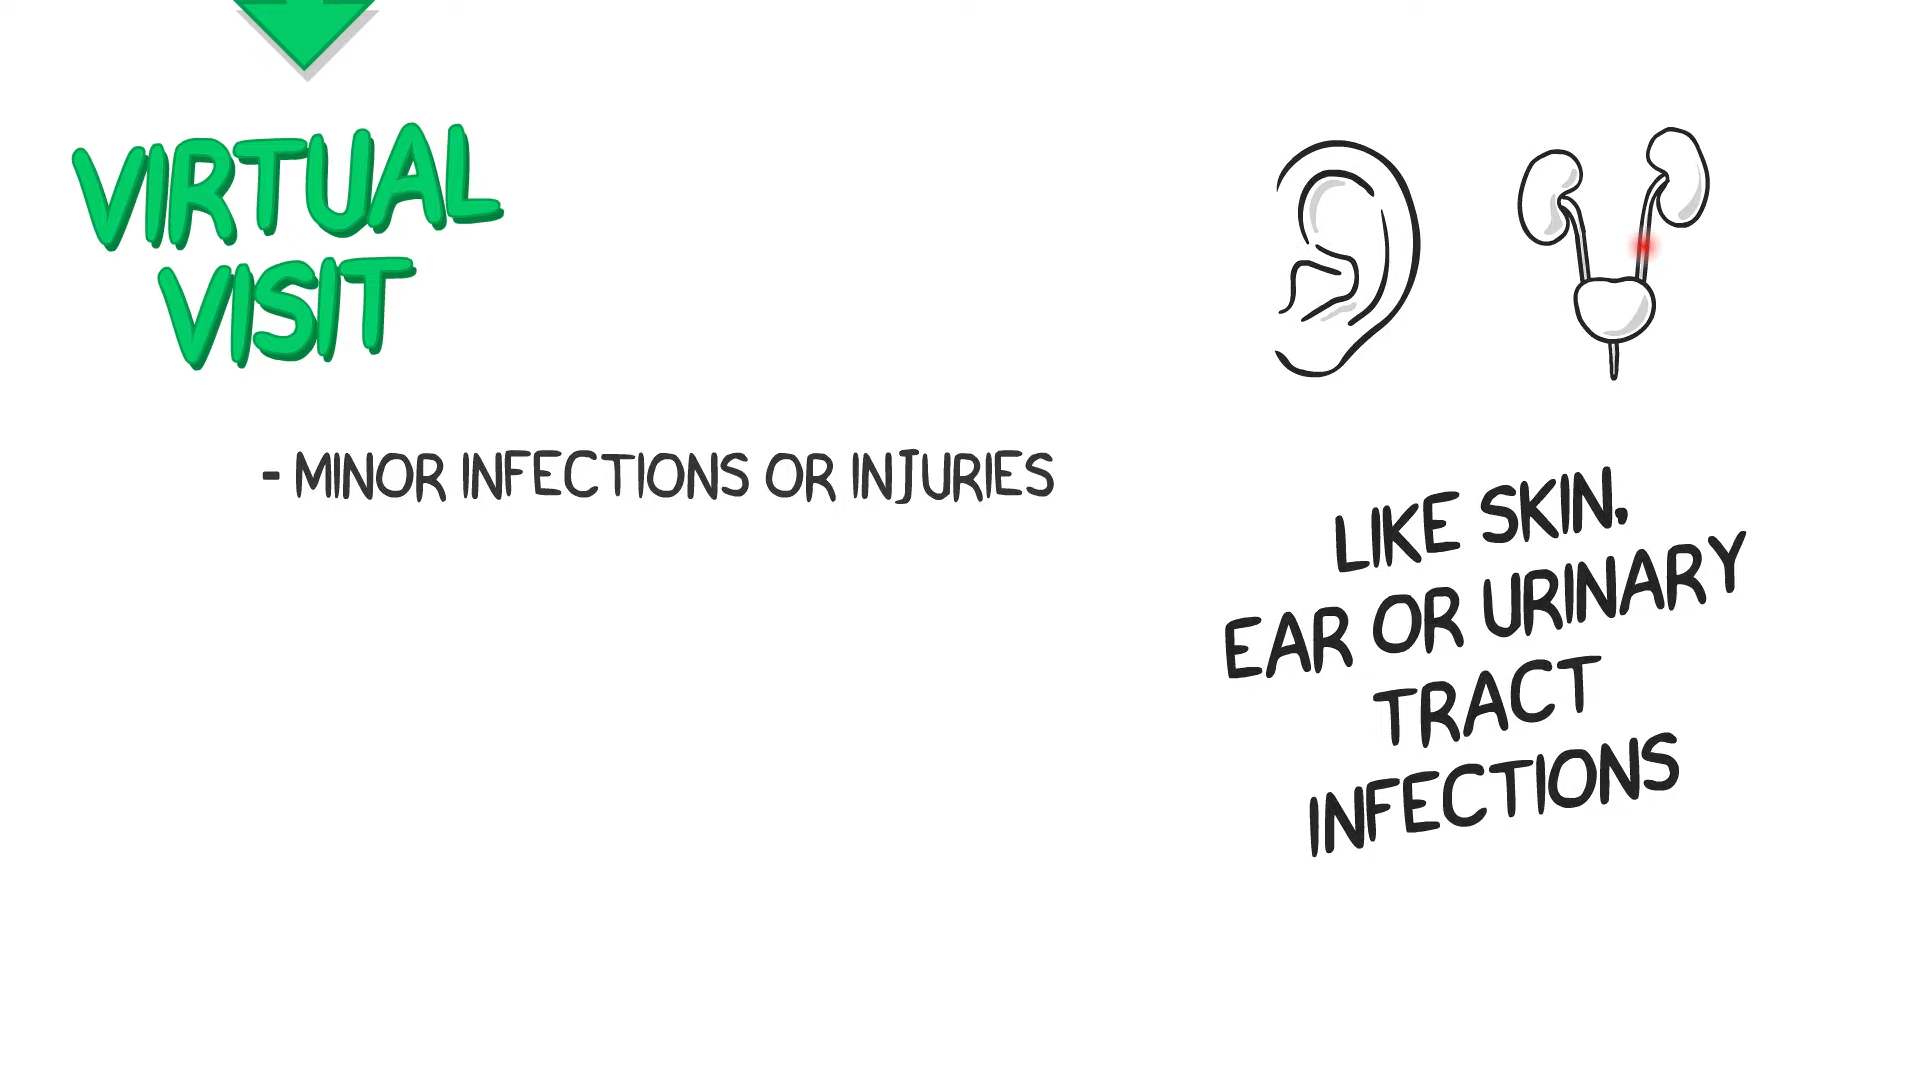 VIRTUAL
VISIT
- MINOR INFECTIONS OR INJURIES
LIKE SKIN,
EAR OR URINARY
TRACT
INFECTIONS